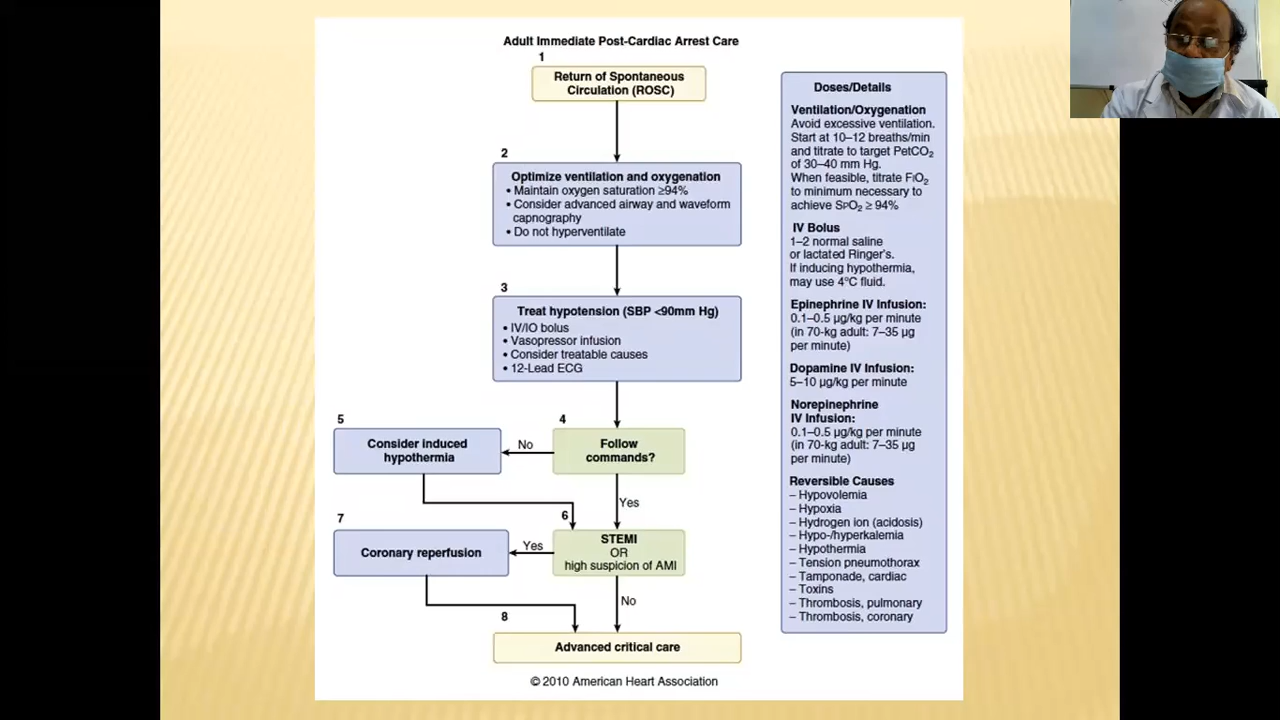 Adult Immediate Post-Cardiac Arrest Care
1
Return of Spontaneous
Circulation (ROSC)
2
Optimize ventilation and oxygenation
• Maintain oxygen saturation ≥94%
• Consider advanced airway and waveform
capnography
• Do not hyperventilate
3
Treat hypotension (SBP <90mm Hg)
• IV/IO bolus
• Vasopressor infusion
• Consider treatable causes
• 12-Lead ECG
4
Follow
commands?
No
5
Consider induced
hypothermia
Yes
6
STEMI
OR
high suspicion of AMI
Yes
7
Coronary reperfusion
No
8
Advanced critical care
© 2010 American Heart Association
Doses/Details
Ventilation/Oxygenation
Avoid excessive ventilation.
Start at 10–12 breaths/min
and titrate to target PetCO₂
of 30–40 mm Hg.
When feasible, titrate FIO₂
to minimum necessary to
achieve SPO₂ ≥ 94%
IV Bolus
1–2 normal saline
or lactated Ringer's.
If inducing hypothermia,
may use 4°C fluid.
Epinephrine IV Infusion:
0.1–0.5 µg/kg per minute
(in 70-kg adult: 7–35 µg
per minute)
Dopamine IV Infusion:
5–10 µg/kg per minute
Norepinephrine
IV Infusion:
0.1–0.5 µg/kg per minute
(in 70-kg adult: 7–35 µg
per minute)
Reversible Causes
– Hypovolemia
– Hypoxia
– Hydrogen ion (acidosis)
– Hypo-/hyperkalemia
– Hypothermia
– Tension pneumothorax
– Tamponade, cardiac
– Toxins
– Thrombosis, pulmonary
– Thrombosis, coronary